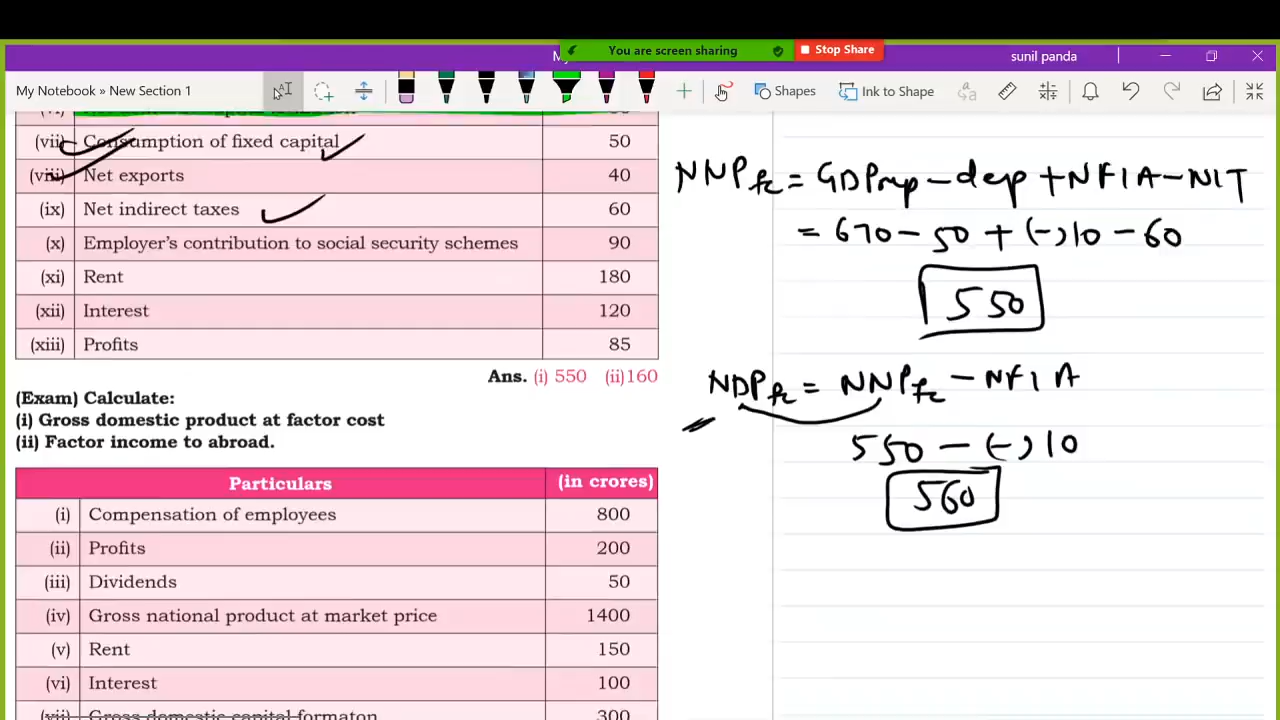 You are screen sharing
Stop Share
My
sunil panda
My Notebook » New Section 1
Shapes
Ink to Shape
(vii) Consumption of fixed capital 50
(viii) Net exports 40
(ix) Net indirect taxes 60
(x) Employer's contribution to social security schemes 90
(xi) Rent 180
(xii) Interest 120
(xiii) Profits 85
Ans. (i) 550 (ii)160
(Exam) Calculate:
(i) Gross domestic product at factor cost
(ii) Factor income to abroad.
Particulars (in crores)
(i) Compensation of employees 800
(ii) Profits 200
(iii) Dividends 50
(iv) Gross national product at market price 1400
(v) Rent 150
(vi) Interest 100
(vii) Gross domestic capital formaton 300
NNPfc = GDPmp - dep + NFIA - NIT
= 670 - 50 + (-)10 - 60
550
NDPfc = NNPfc - NFIA
550 - (-)10
560